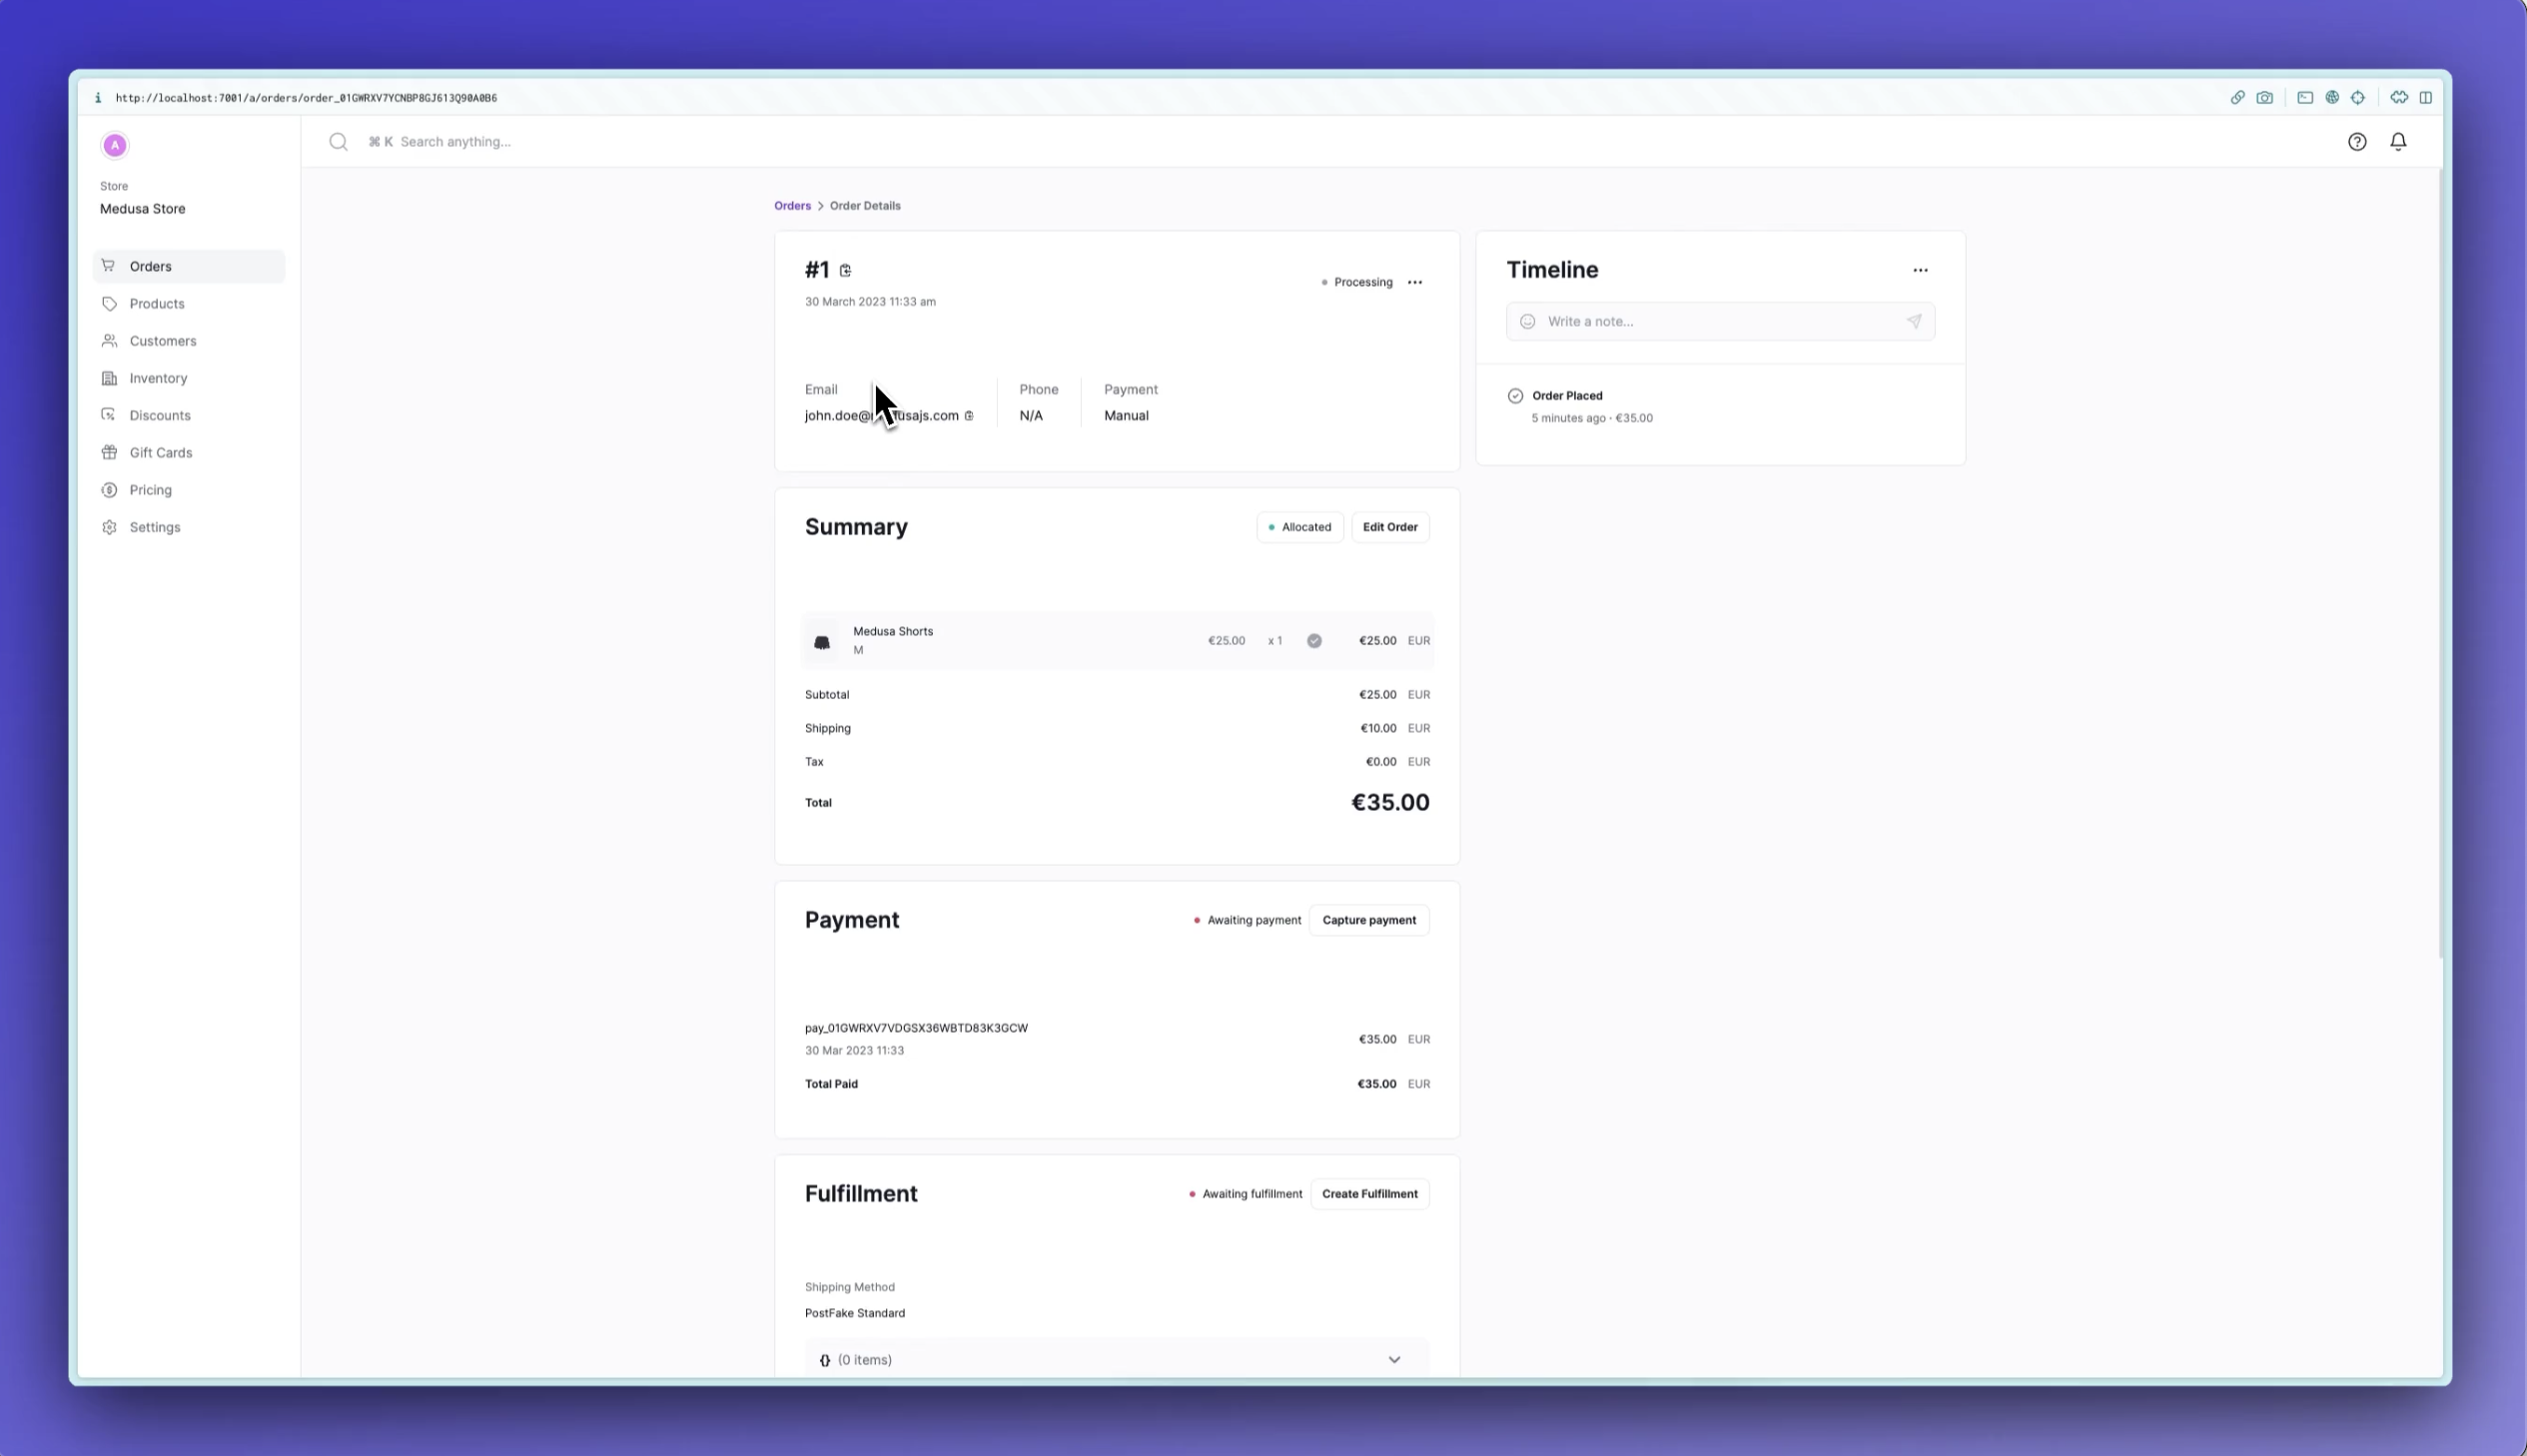 http://localhost:7001/a/orders/order_01GWRXV7YCNBP8GJ613Q90A0B6
A
⌘ K Search anything...
Store
Medusa Store
Orders
Products
Customers
Inventory
Discounts
Gift Cards
Pricing
Settings
Orders > Order Details
#1
Processing
30 March 2023 11:33 am
Email
john.doe@
usajs.com
Phone
N/A
Payment
Manual
Timeline
Write a note...
Order Placed
5 minutes ago · €35.00
Summary
Allocated
Edit Order
Medusa Shorts
M
€25.00 x 1 €25.00 EUR
Subtotal €25.00 EUR
Shipping €10.00 EUR
Tax €0.00 EUR
Total €35.00
Payment
Awaiting payment
Capture payment
pay_01GWRXV7VDGSX36WBTD83K3GCW
30 Mar 2023 11:33
€35.00 EUR
Total Paid €35.00 EUR
Fulfillment
Awaiting fulfillment
Create Fulfillment
Shipping Method
PostFake Standard
{} (0 items)